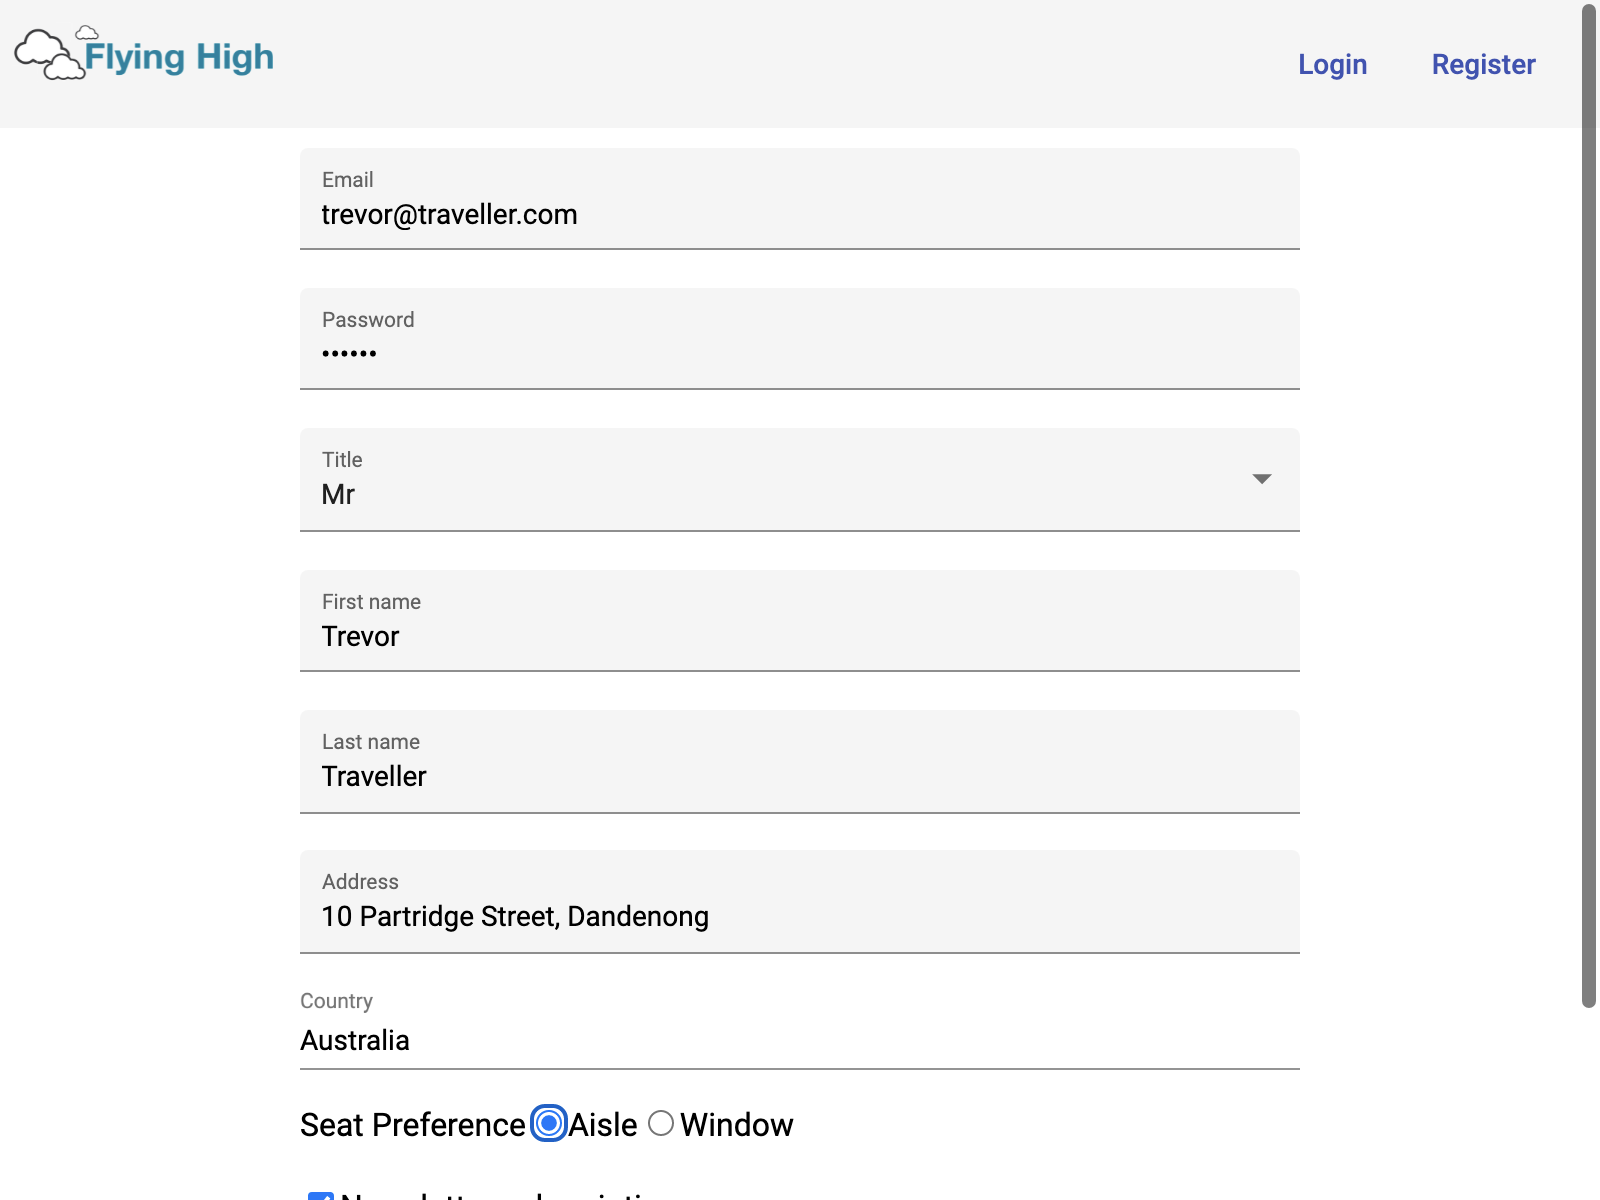 Flying High
Login Register
Email
trevor@traveller.com
Password
••••••
Title
Mr
First name
Trevor
Last name
Traveller
Address
10 Partridge Street, Dandenong
Country
Australia
Seat Preference Aisle Window